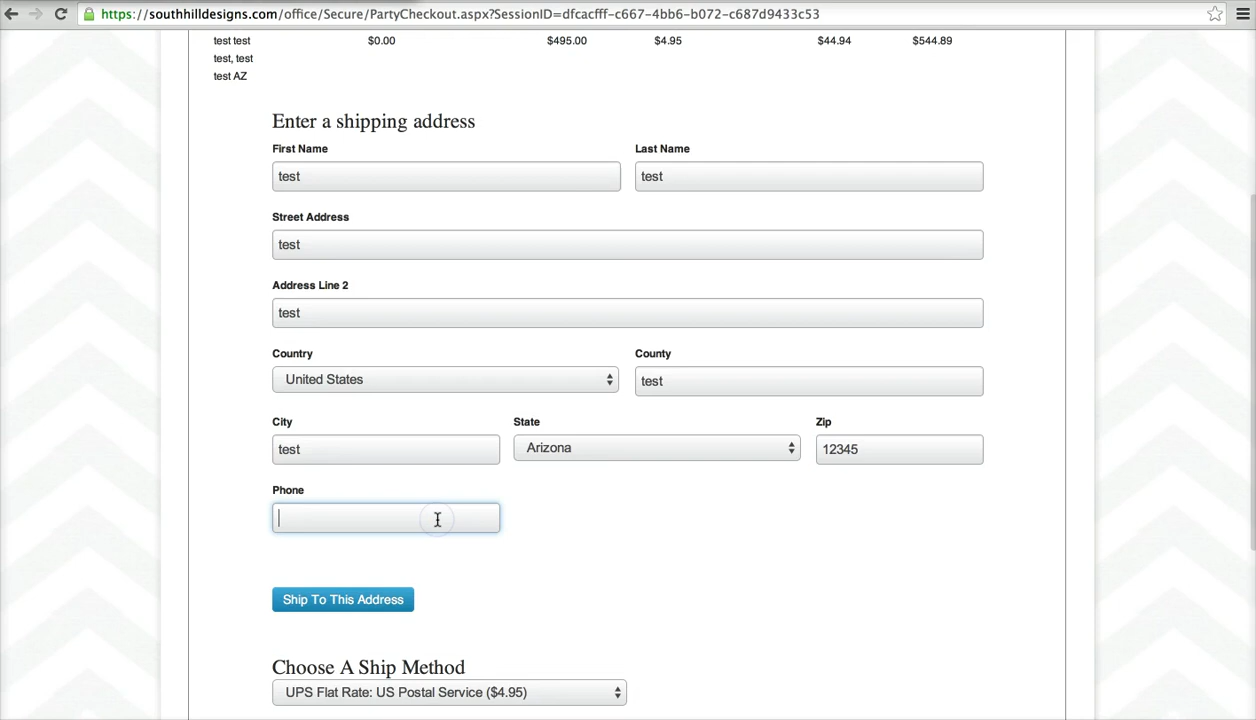 https://southhilldesigns.com/office/Secure/PartyCheckout.aspx?SessionID=dfcacfff-c667-4bb6-b072-c687d9433c53
test test $0.00 $495.00 $4.95 $44.94 $544.89
test, test
test AZ
Enter a shipping address
First Name Last Name
test test
Street Address
test
Address Line 2
test
Country County
United States test
City State Zip
test Arizona 12345
Phone
Ship To This Address
Choose A Ship Method
UPS Flat Rate: US Postal Service ($4.95)